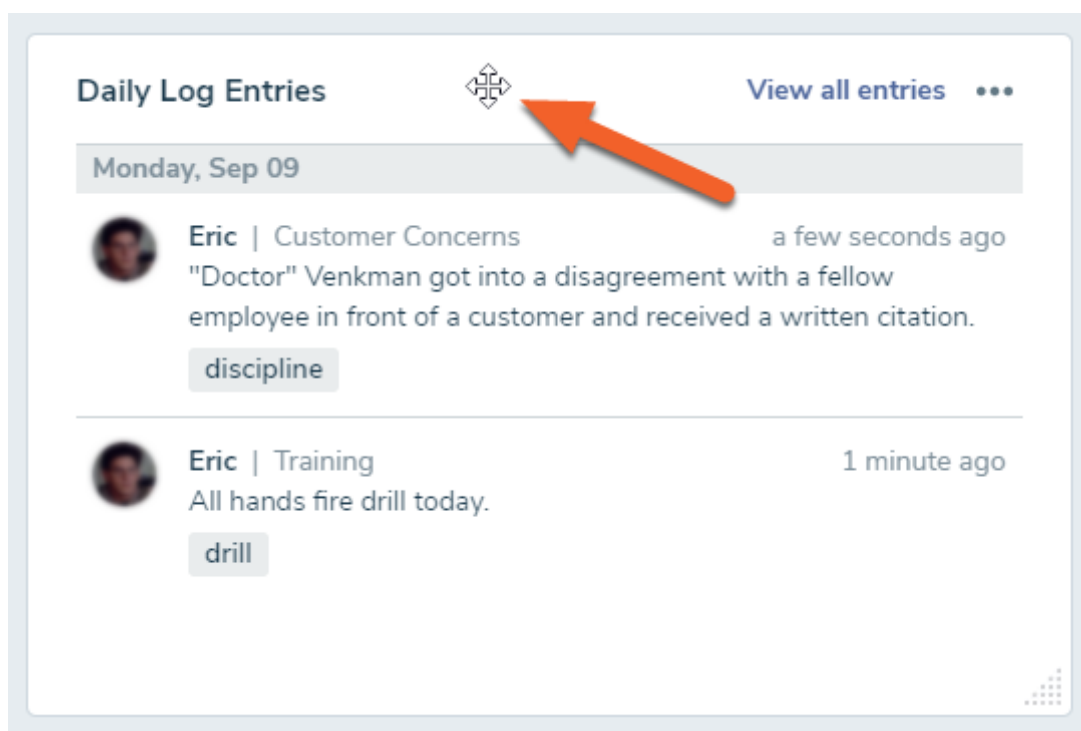 Daily Log Entries View all entries •••
Monday, Sep 09
Eric | Customer Concerns a few seconds ago
"Doctor" Venkman got into a disagreement with a fellow
employee in front of a customer and received a written citation.
discipline
Eric | Training 1 minute ago
All hands fire drill today.
drill